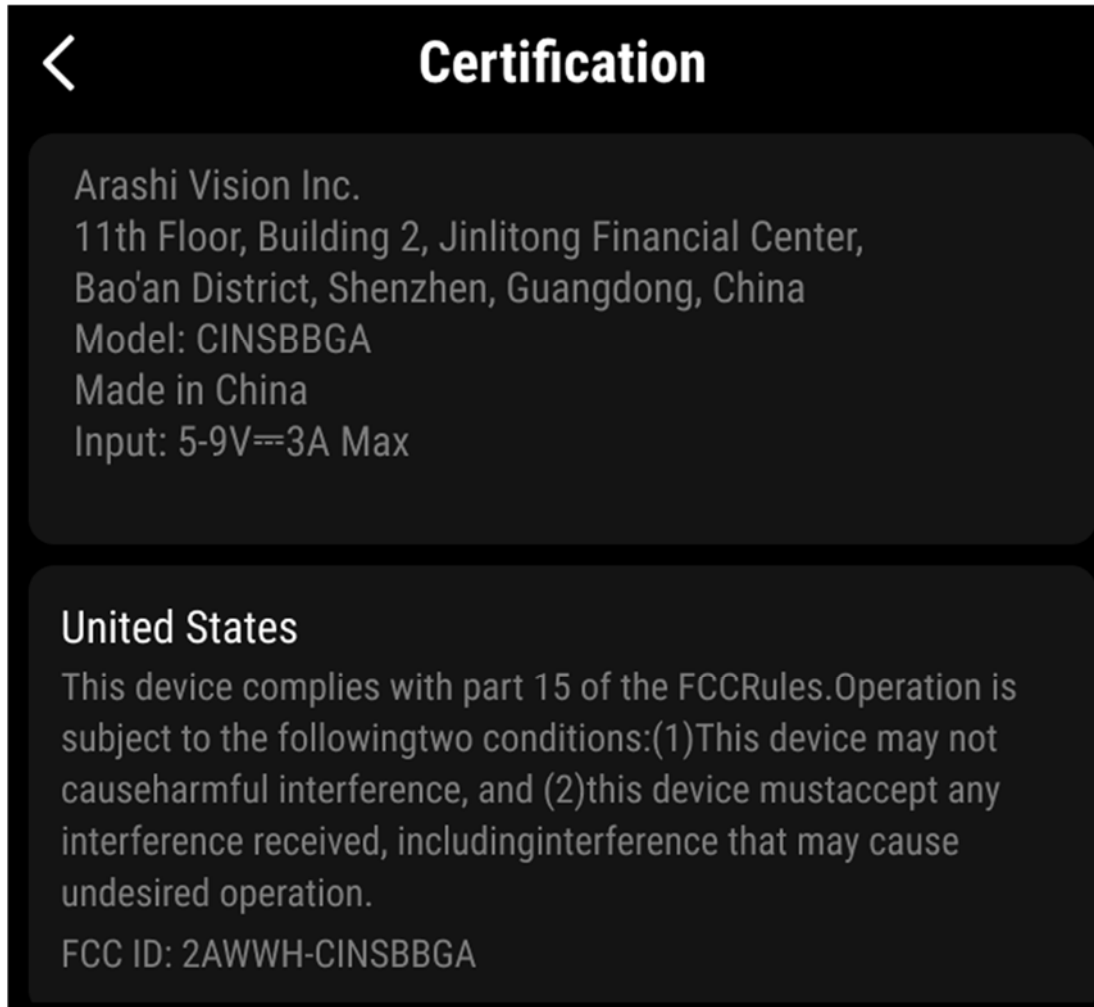 Certification
Arashi Vision Inc.
11th Floor, Building 2, Jinlitong Financial Center,
Bao'an District, Shenzhen, Guangdong, China
Model: CINSBBGA
Made in China
Input: 5-9V⎓3A Max
United States
This device complies with part 15 of the FCCRules.Operation is
subject to the followingtwo conditions:(1)This device may not
causeharmful interference, and (2)this device mustaccept any
interference received, includinginterference that may cause
undesired operation.
FCC ID: 2AWWH-CINSBBGA